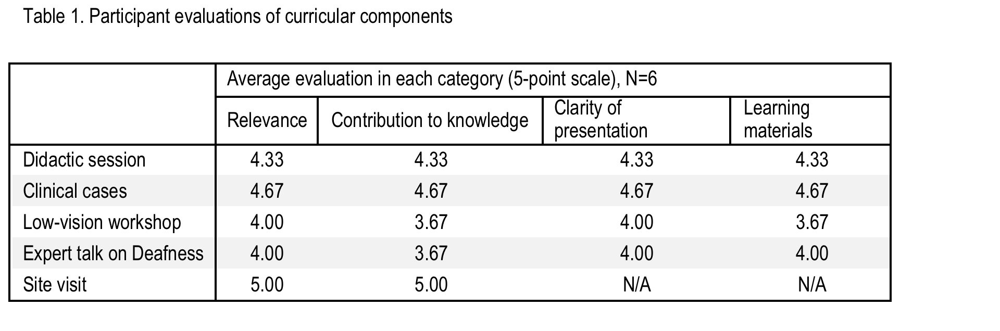 Table 1. Participant evaluations of curricular components
Average evaluation in each category (5-point scale), N=6
Relevance Contribution to knowledge Clarity of presentation Learning materials
Didactic session 4.33 4.33 4.33 4.33
Clinical cases 4.67 4.67 4.67 4.67
Low-vision workshop 4.00 3.67 4.00 3.67
Expert talk on Deafness 4.00 3.67 4.00 4.00
Site visit 5.00 5.00 N/A N/A